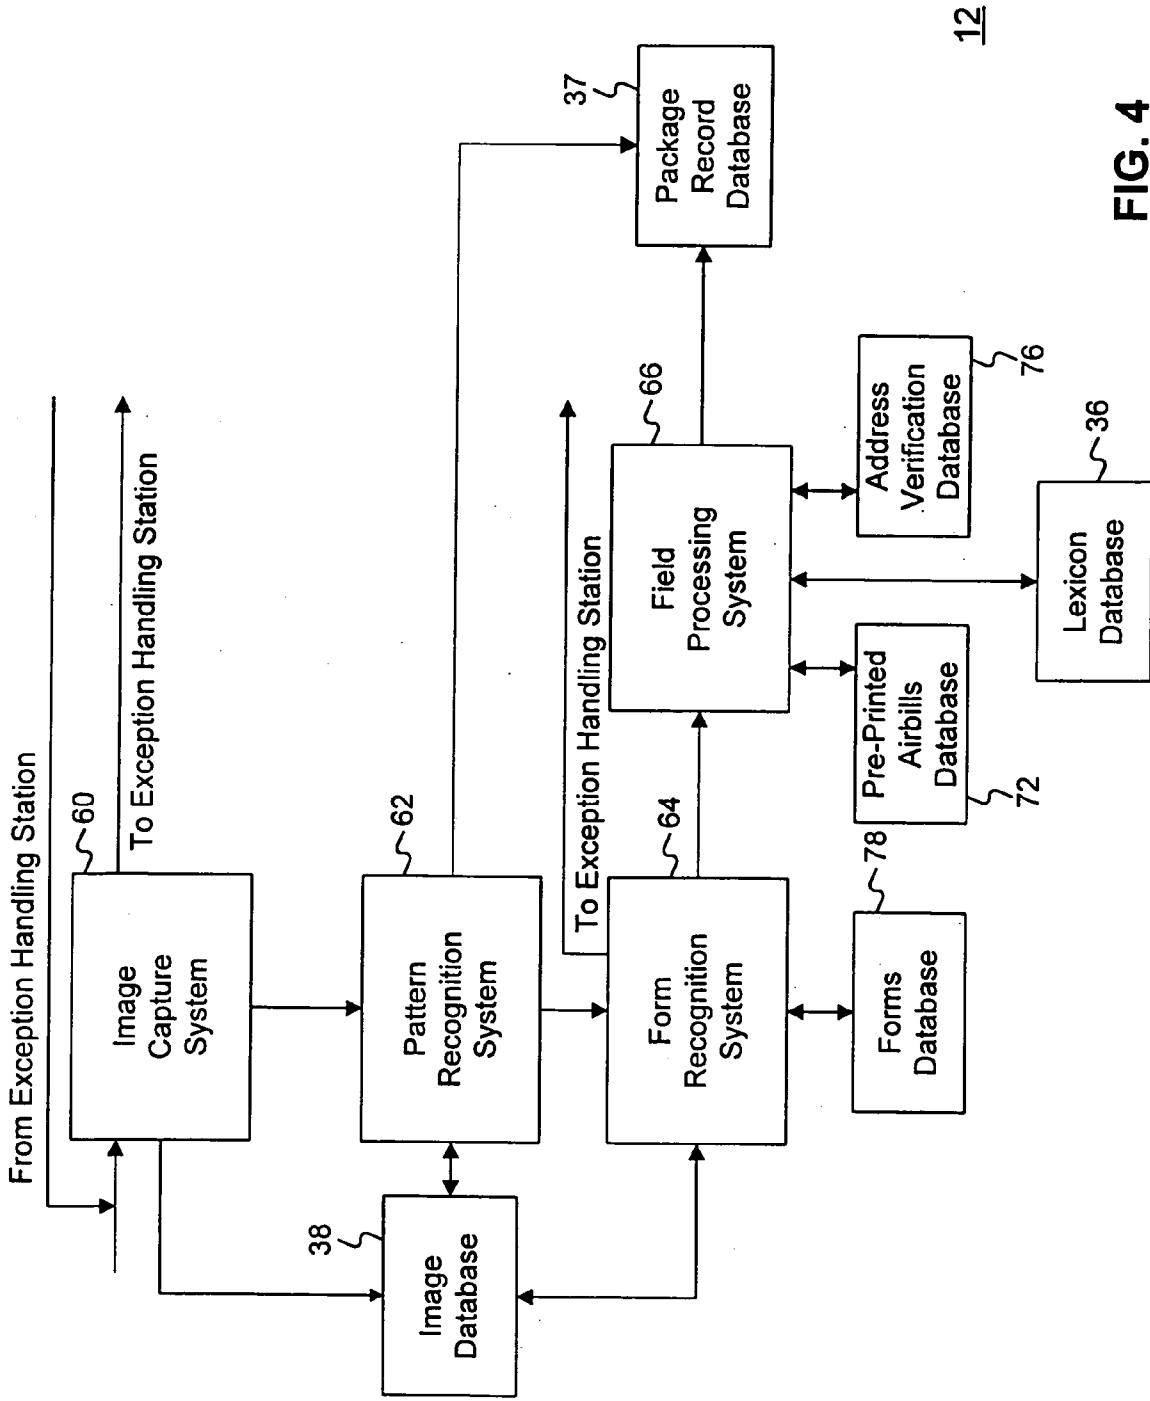 From Exception Handling Station
60
Image
Capture
System
To Exception Handling Station
62
Pattern
Recognition
System
38
Image
Database
To Exception Handling Station
64
Form
Recognition
System
66
Field
Processing
System
37
Package
Record
Database
78
Forms
Database
72
Pre-Printed
Airbills
Database
76
Address
Verification
Database
36
Lexicon
Database
12
FIG. 4